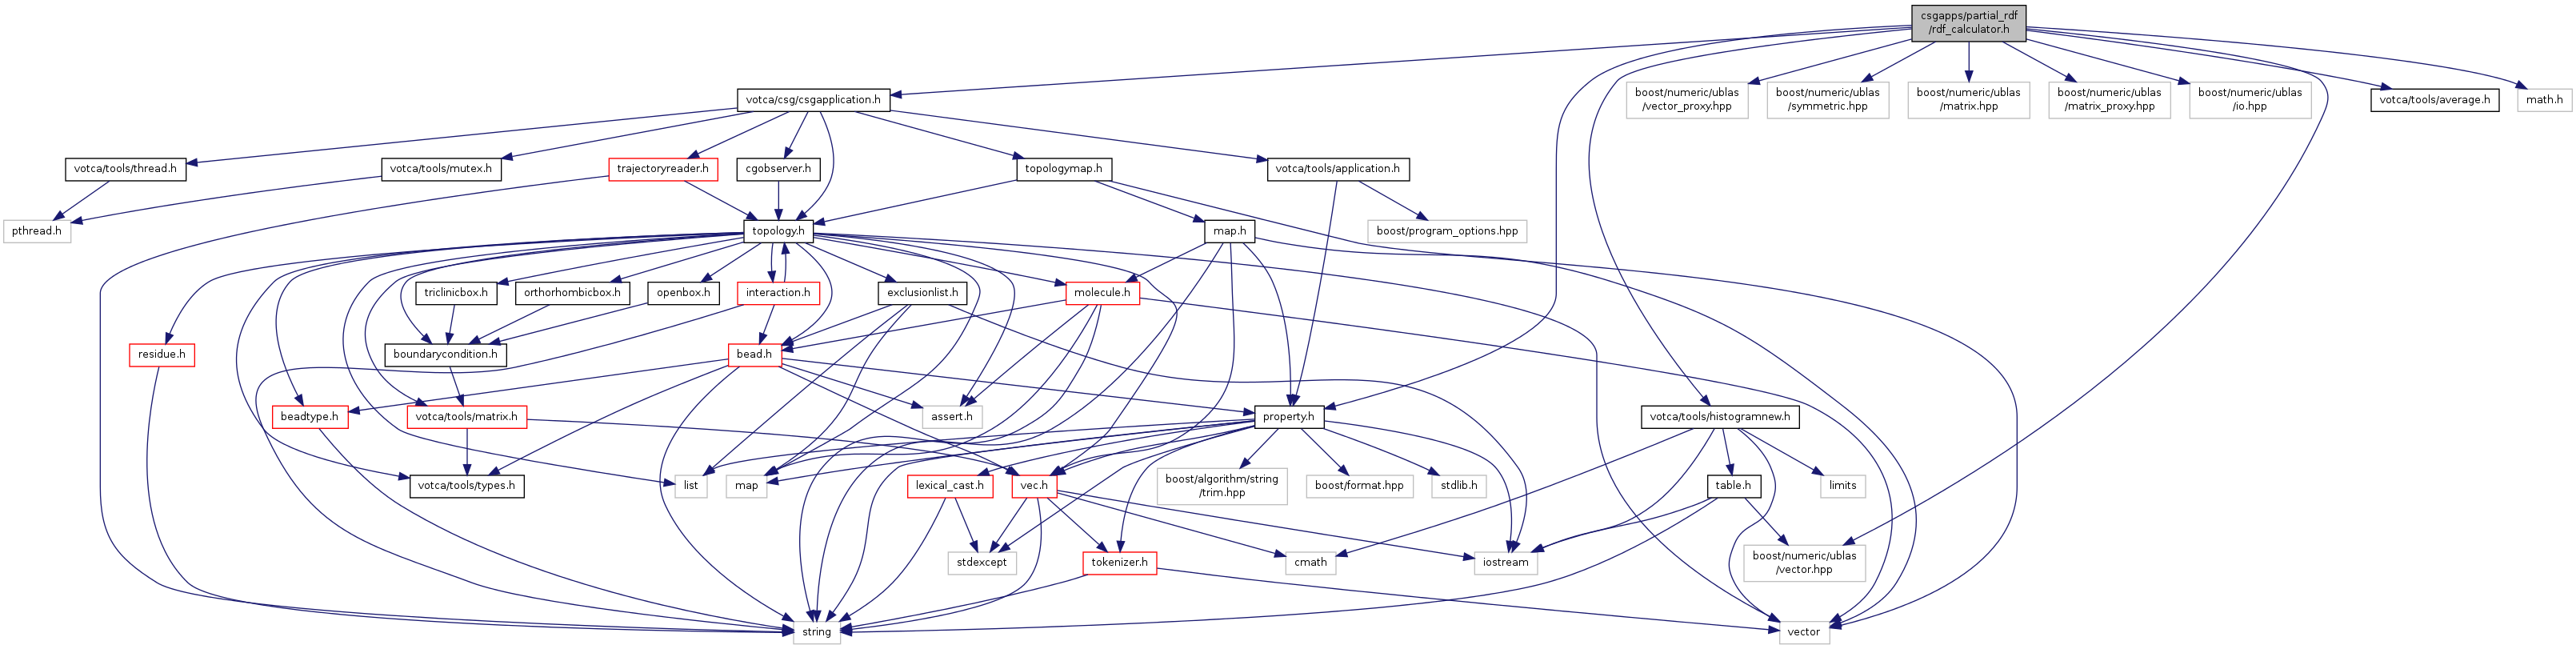 csgapps/partial_rdf
/rdf_calculator.h
votca/csg/csgapplication.h
boost/numeric/ublas
/vector_proxy.hpp
boost/numeric/ublas
/symmetric.hpp
boost/numeric/ublas
/matrix.hpp
boost/numeric/ublas
/matrix_proxy.hpp
boost/numeric/ublas
/io.hpp
votca/tools/average.h
math.h
votca/tools/thread.h
votca/tools/mutex.h
trajectoryreader.h
cgobserver.h
topologymap.h
votca/tools/application.h
pthread.h
topology.h
map.h
boost/program_options.hpp
triclinicbox.h
orthorhombicbox.h
openbox.h
interaction.h
exclusionlist.h
molecule.h
residue.h
boundarycondition.h
bead.h
beadtype.h
votca/tools/matrix.h
assert.h
property.h
votca/tools/histogramnew.h
votca/tools/types.h
list
map
lexical_cast.h
vec.h
boost/algorithm/string
/trim.hpp
boost/format.hpp
stdlib.h
table.h
limits
stdexcept
tokenizer.h
cmath
iostream
boost/numeric/ublas
/vector.hpp
string
vector